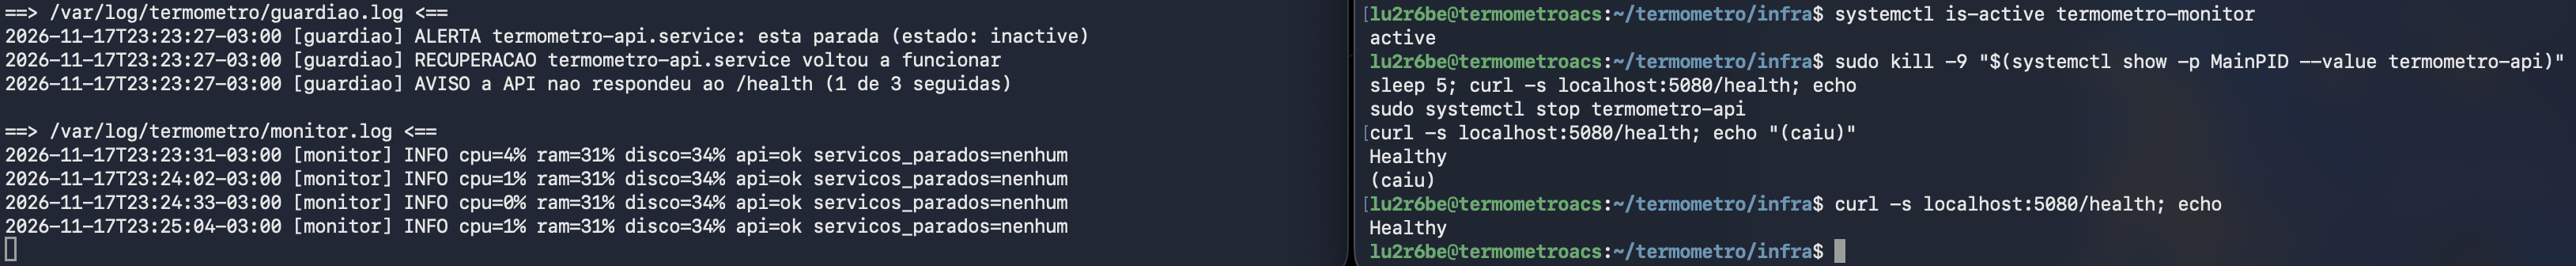 ==> /var/log/termometro/guardiao.log <==
2026-11-17T23:23:27-03:00 [guardiao] ALERTA termometro-api.service: esta parada (estado: inactive)
2026-11-17T23:23:27-03:00 [guardiao] RECUPERACAO termometro-api.service voltou a funcionar
2026-11-17T23:23:27-03:00 [guardiao] AVISO a API nao respondeu ao /health (1 de 3 seguidas)

==> /var/log/termometro/monitor.log <==
2026-11-17T23:23:31-03:00 [monitor] INFO cpu=4% ram=31% disco=34% api=ok servicos_parados=nenhum
2026-11-17T23:24:02-03:00 [monitor] INFO cpu=1% ram=31% disco=34% api=ok servicos_parados=nenhum
2026-11-17T23:24:33-03:00 [monitor] INFO cpu=0% ram=31% disco=34% api=ok servicos_parados=nenhum
2026-11-17T23:25:04-03:00 [monitor] INFO cpu=1% ram=31% disco=34% api=ok servicos_parados=nenhum
[lu2r6be@termometroacs:~/termometro/infra$ systemctl is-active termometro-monitor
active
lu2r6be@termometroacs:~/termometro/infra$ sudo kill -9 "$(systemctl show -p MainPID --value termometro-api)"
sleep 5; curl -s localhost:5080/health; echo
sudo systemctl stop termometro-api
[curl -s localhost:5080/health; echo "(caiu)"
Healthy
(caiu)
[lu2r6be@termometroacs:~/termometro/infra$ curl -s localhost:5080/health; echo
Healthy
lu2r6be@termometroacs:~/termometro/infra$